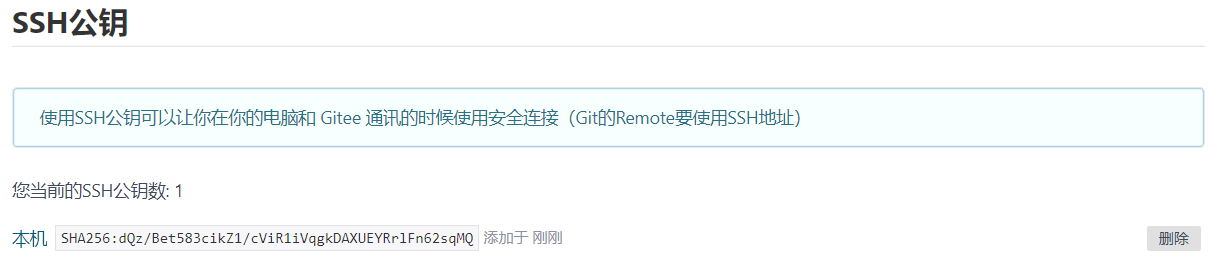 SSH公钥
使用SSH公钥可以让你在你的电脑和 Gitee 通讯的时候使用安全连接（Git的Remote要使用SSH地址）
您当前的SSH公钥数: 1
本机 SHA256:dQz/Bet583cikZ1/cViR1iVqgkDAXUEYRrlFn62sqMQ 添加于 刚刚 删除